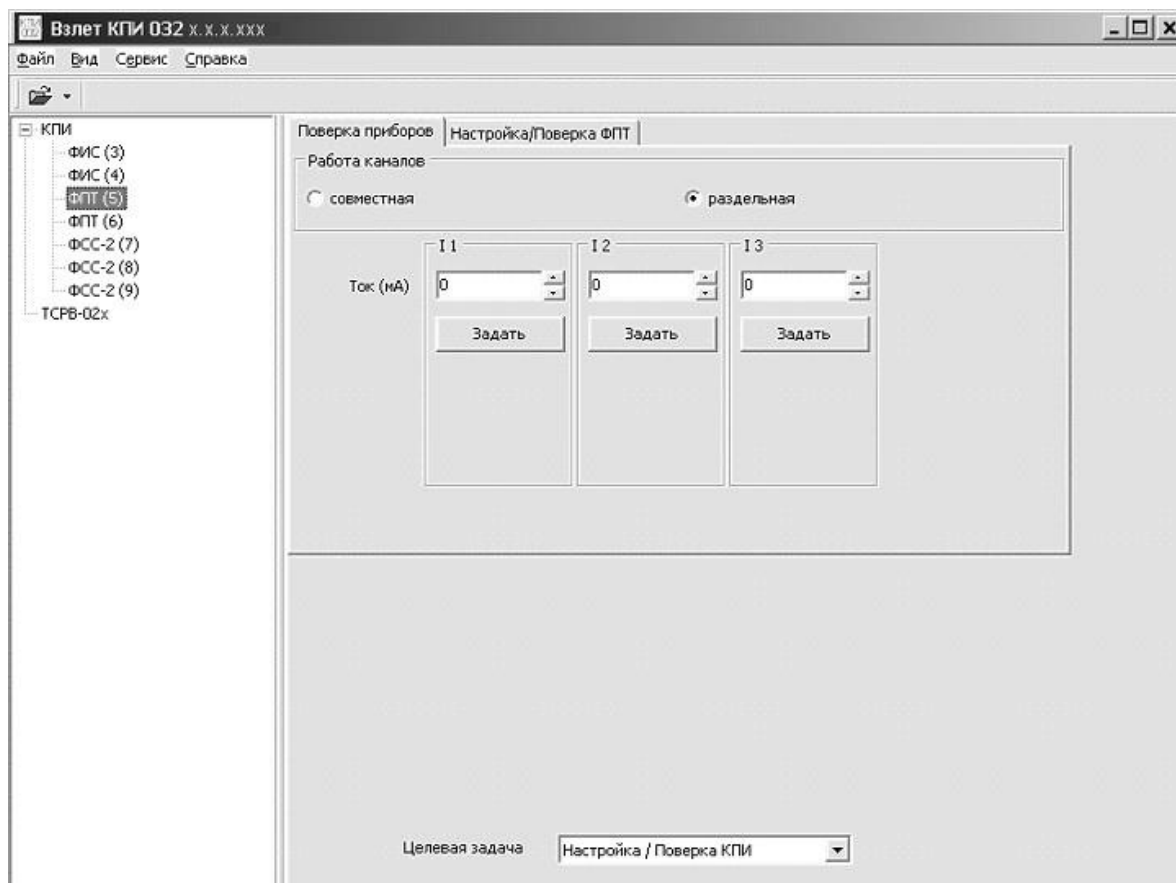 Взлет КПИ 032 x.x.x.xxx
Файл Вид Сервис Справка
КПИ
ФИС (3)
ФИС (4)
ФПТ (5)
ФПТ (6)
ФСС-2 (7)
ФСС-2 (8)
ФСС-2 (9)
ТСРВ-02х
Поверка приборов Настройка/Поверка ФПТ
Работа каналов
совместная раздельная
I 1 I 2 I 3
Ток (мА) 0 0 0
Задать Задать Задать
Целевая задача Настройка / Поверка КПИ